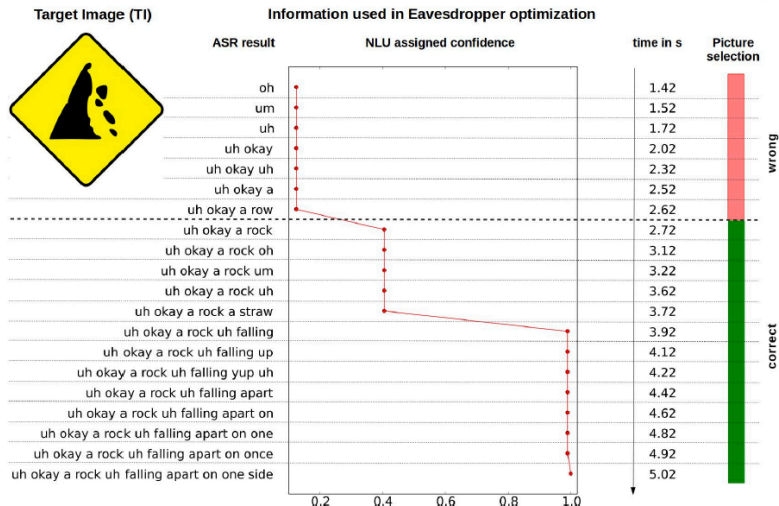 Target Image (TI)
Information used in Eavesdropper optimization
ASR result NLU assigned confidence time in s Picture selection
oh 1.42
um 1.52
uh 1.72
uh okay 2.02
uh okay uh 2.32
uh okay a 2.52
uh okay a row 2.62
wrong
uh okay a rock 2.72
uh okay a rock oh 3.12
uh okay a rock um 3.22
uh okay a rock uh 3.62
uh okay a rock a straw 3.72
uh okay a rock uh falling 3.92
uh okay a rock uh falling up 4.12
uh okay a rock uh falling yup uh 4.22
uh okay a rock uh falling apart 4.42
uh okay a rock uh falling apart on 4.62
uh okay a rock uh falling apart on one 4.82
uh okay a rock uh falling apart on once 4.92
uh okay a rock uh falling apart on one side 5.02
correct
0.2 0.4 0.6 0.8 1.0